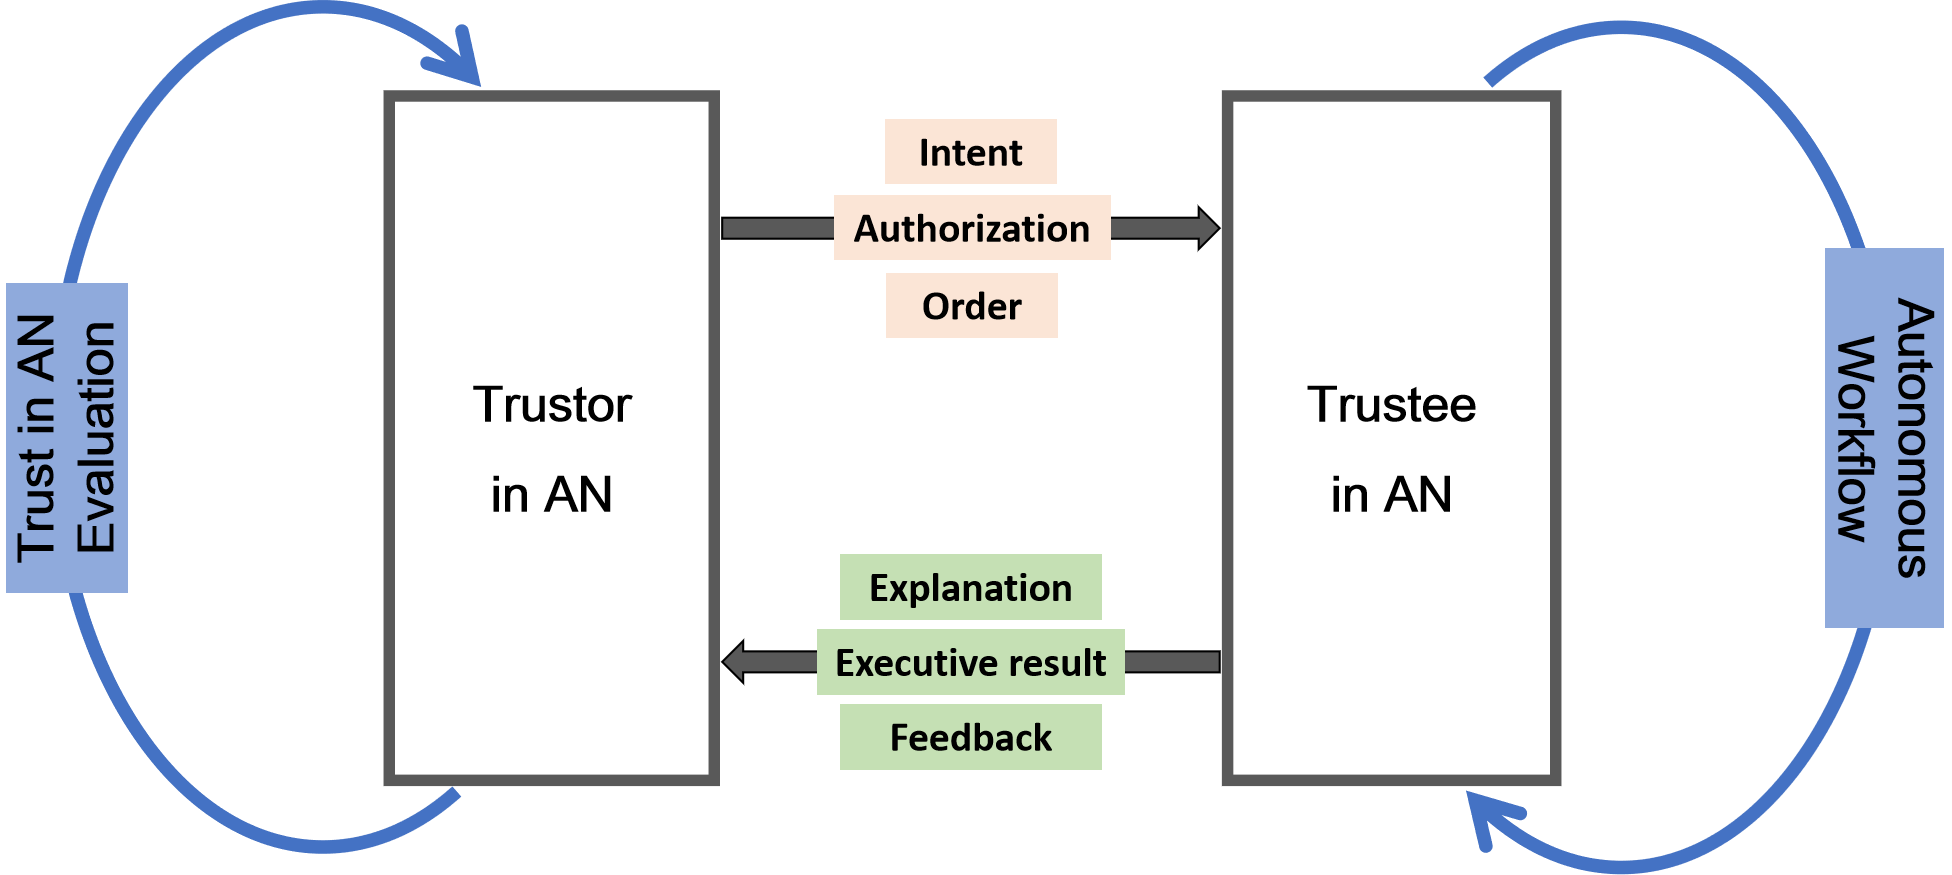 Trust in AN
Evaluation
Trustor
in AN
Intent
Authorization
Order
Explanation
Executive result
Feedback
Trustee
in AN
Autonomous
Workflow